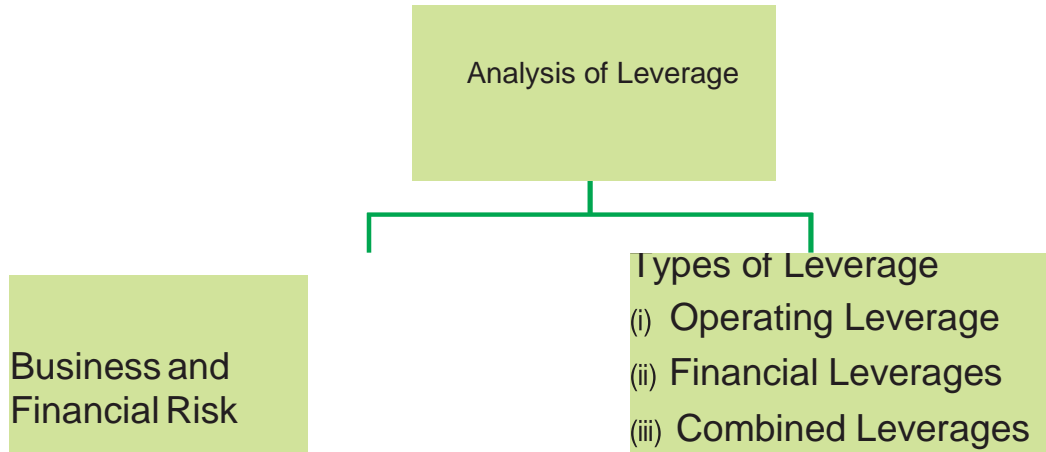 Analysis of Leverage
Business and
Financial Risk
Types of Leverage
(i) Operating Leverage
(ii) Financial Leverages
(iii) Combined Leverages